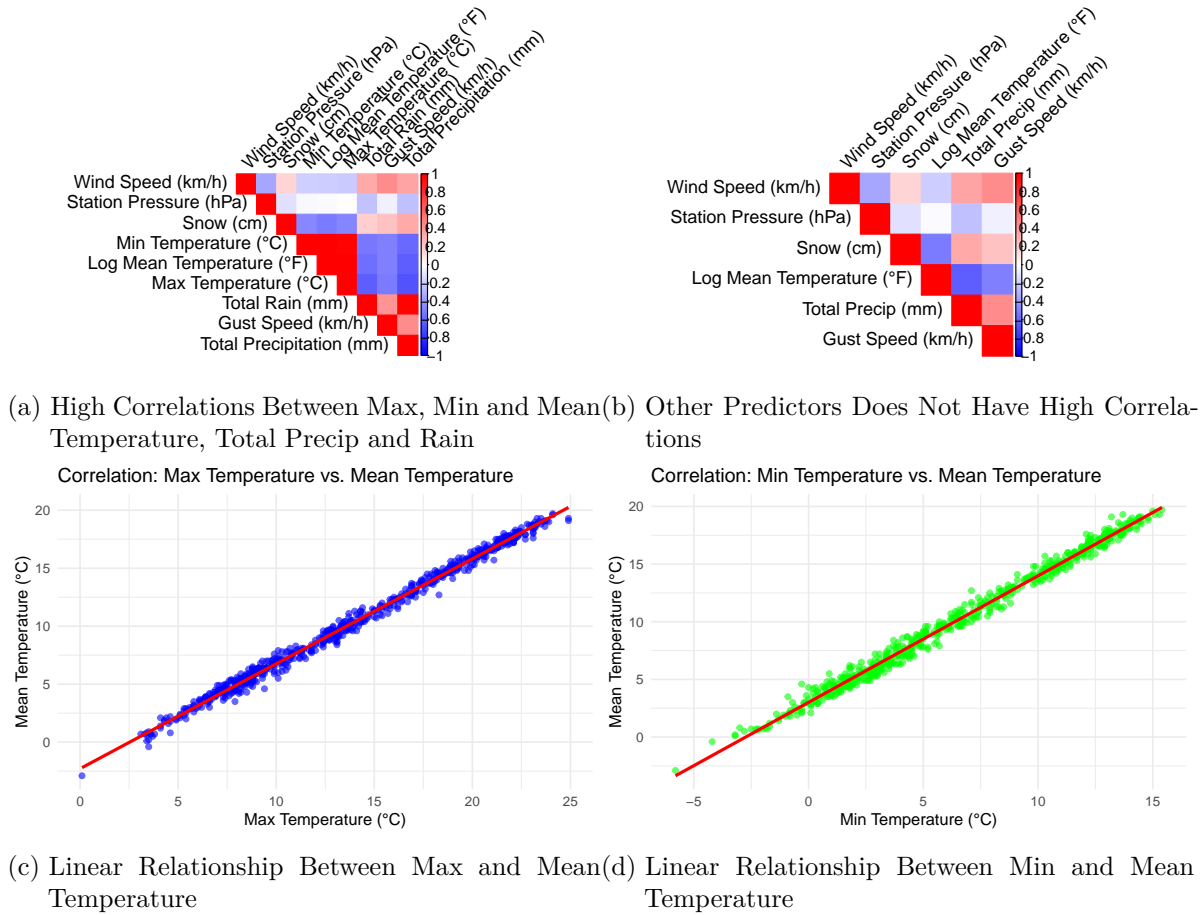 Wind Speed (km/h)
Station Pressure (hPa)
Snow (cm)
Min Temperature (°C)
Log Mean Temperature (°F)
Max Temperature (°C)
Total Rain (mm)
Gust Speed (km/h)
Total Precipitation (mm)
Wind Speed (km/h)
Station Pressure (hPa)
Snow (cm)
Min Temperature (°C)
Log Mean Temperature (°F)
Max Temperature (°C)
Total Rain (mm)
Gust Speed (km/h)
Total Precipitation (mm)
1
0.8
0.6
0.4
0.2
0
0.2
0.4
0.6
0.8
−1
Wind Speed (km/h)
Station Pressure (hPa)
Snow (cm)
Log Mean Temperature (°F)
Total Precip (mm)
Gust Speed (km/h)
Wind Speed (km/h)
Station Pressure (hPa)
Snow (cm)
Log Mean Temperature (°F)
Total Precip (mm)
Gust Speed (km/h)
1
0.8
0.6
0.4
0.2
0
0.2
0.4
0.6
0.8
−1
(a) High Correlations Between Max, Min and Mean
Temperature, Total Precip and Rain
(b) Other Predictors Does Not Have High Correla-
tions
Correlation: Max Temperature vs. Mean Temperature
Mean Temperature (°C)
20
15
10
5
0
0 5 10 15 20 25
Max Temperature (°C)
Correlation: Min Temperature vs. Mean Temperature
Mean Temperature (°C)
20
15
10
5
0
−5 0 5 10 15
Min Temperature (°C)
(c) Linear Relationship Between Max and Mean
Temperature
(d) Linear Relationship Between Min and Mean
Temperature